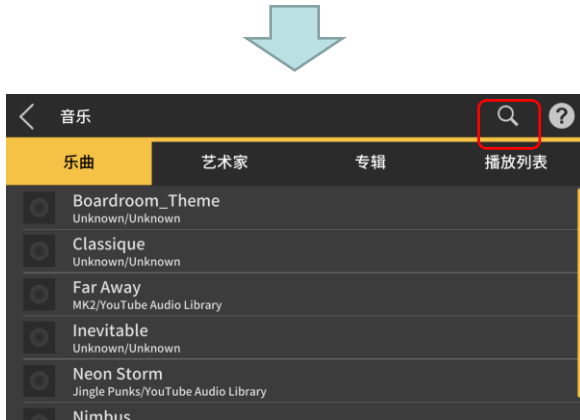 音乐
?
乐曲 艺术家 专辑 播放列表
Boardroom_Theme
Unknown/Unknown
Classique
Unknown/Unknown
Far Away
MK2/YouTube Audio Library
Inevitable
Unknown/Unknown
Neon Storm
Jingle Punks/YouTube Audio Library
Nimbus